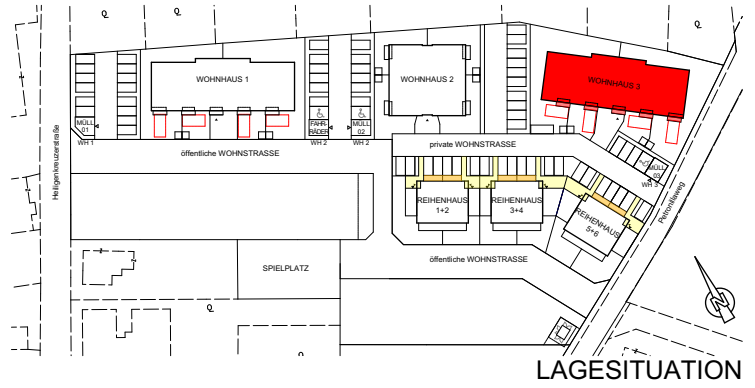 WOHNHAUS 1
WOHNHAUS 2
WOHNHAUS 3
MÜLL
01
FAHR-
RÄDER
MÜLL
02
WH 1
WH 2
WH 2
öffentliche WOHNSTRASSE
private WOHNSTRASSE
MÜLL
03
WH 3
Heiligenkreuzerstraße
Petronillaweg
REIHENHAUS
1+2
REIHENHAUS
3+4
REIHENHAUS
5+6
SPIELPLATZ
öffentliche WOHNSTRASSE
LAGESITUATION